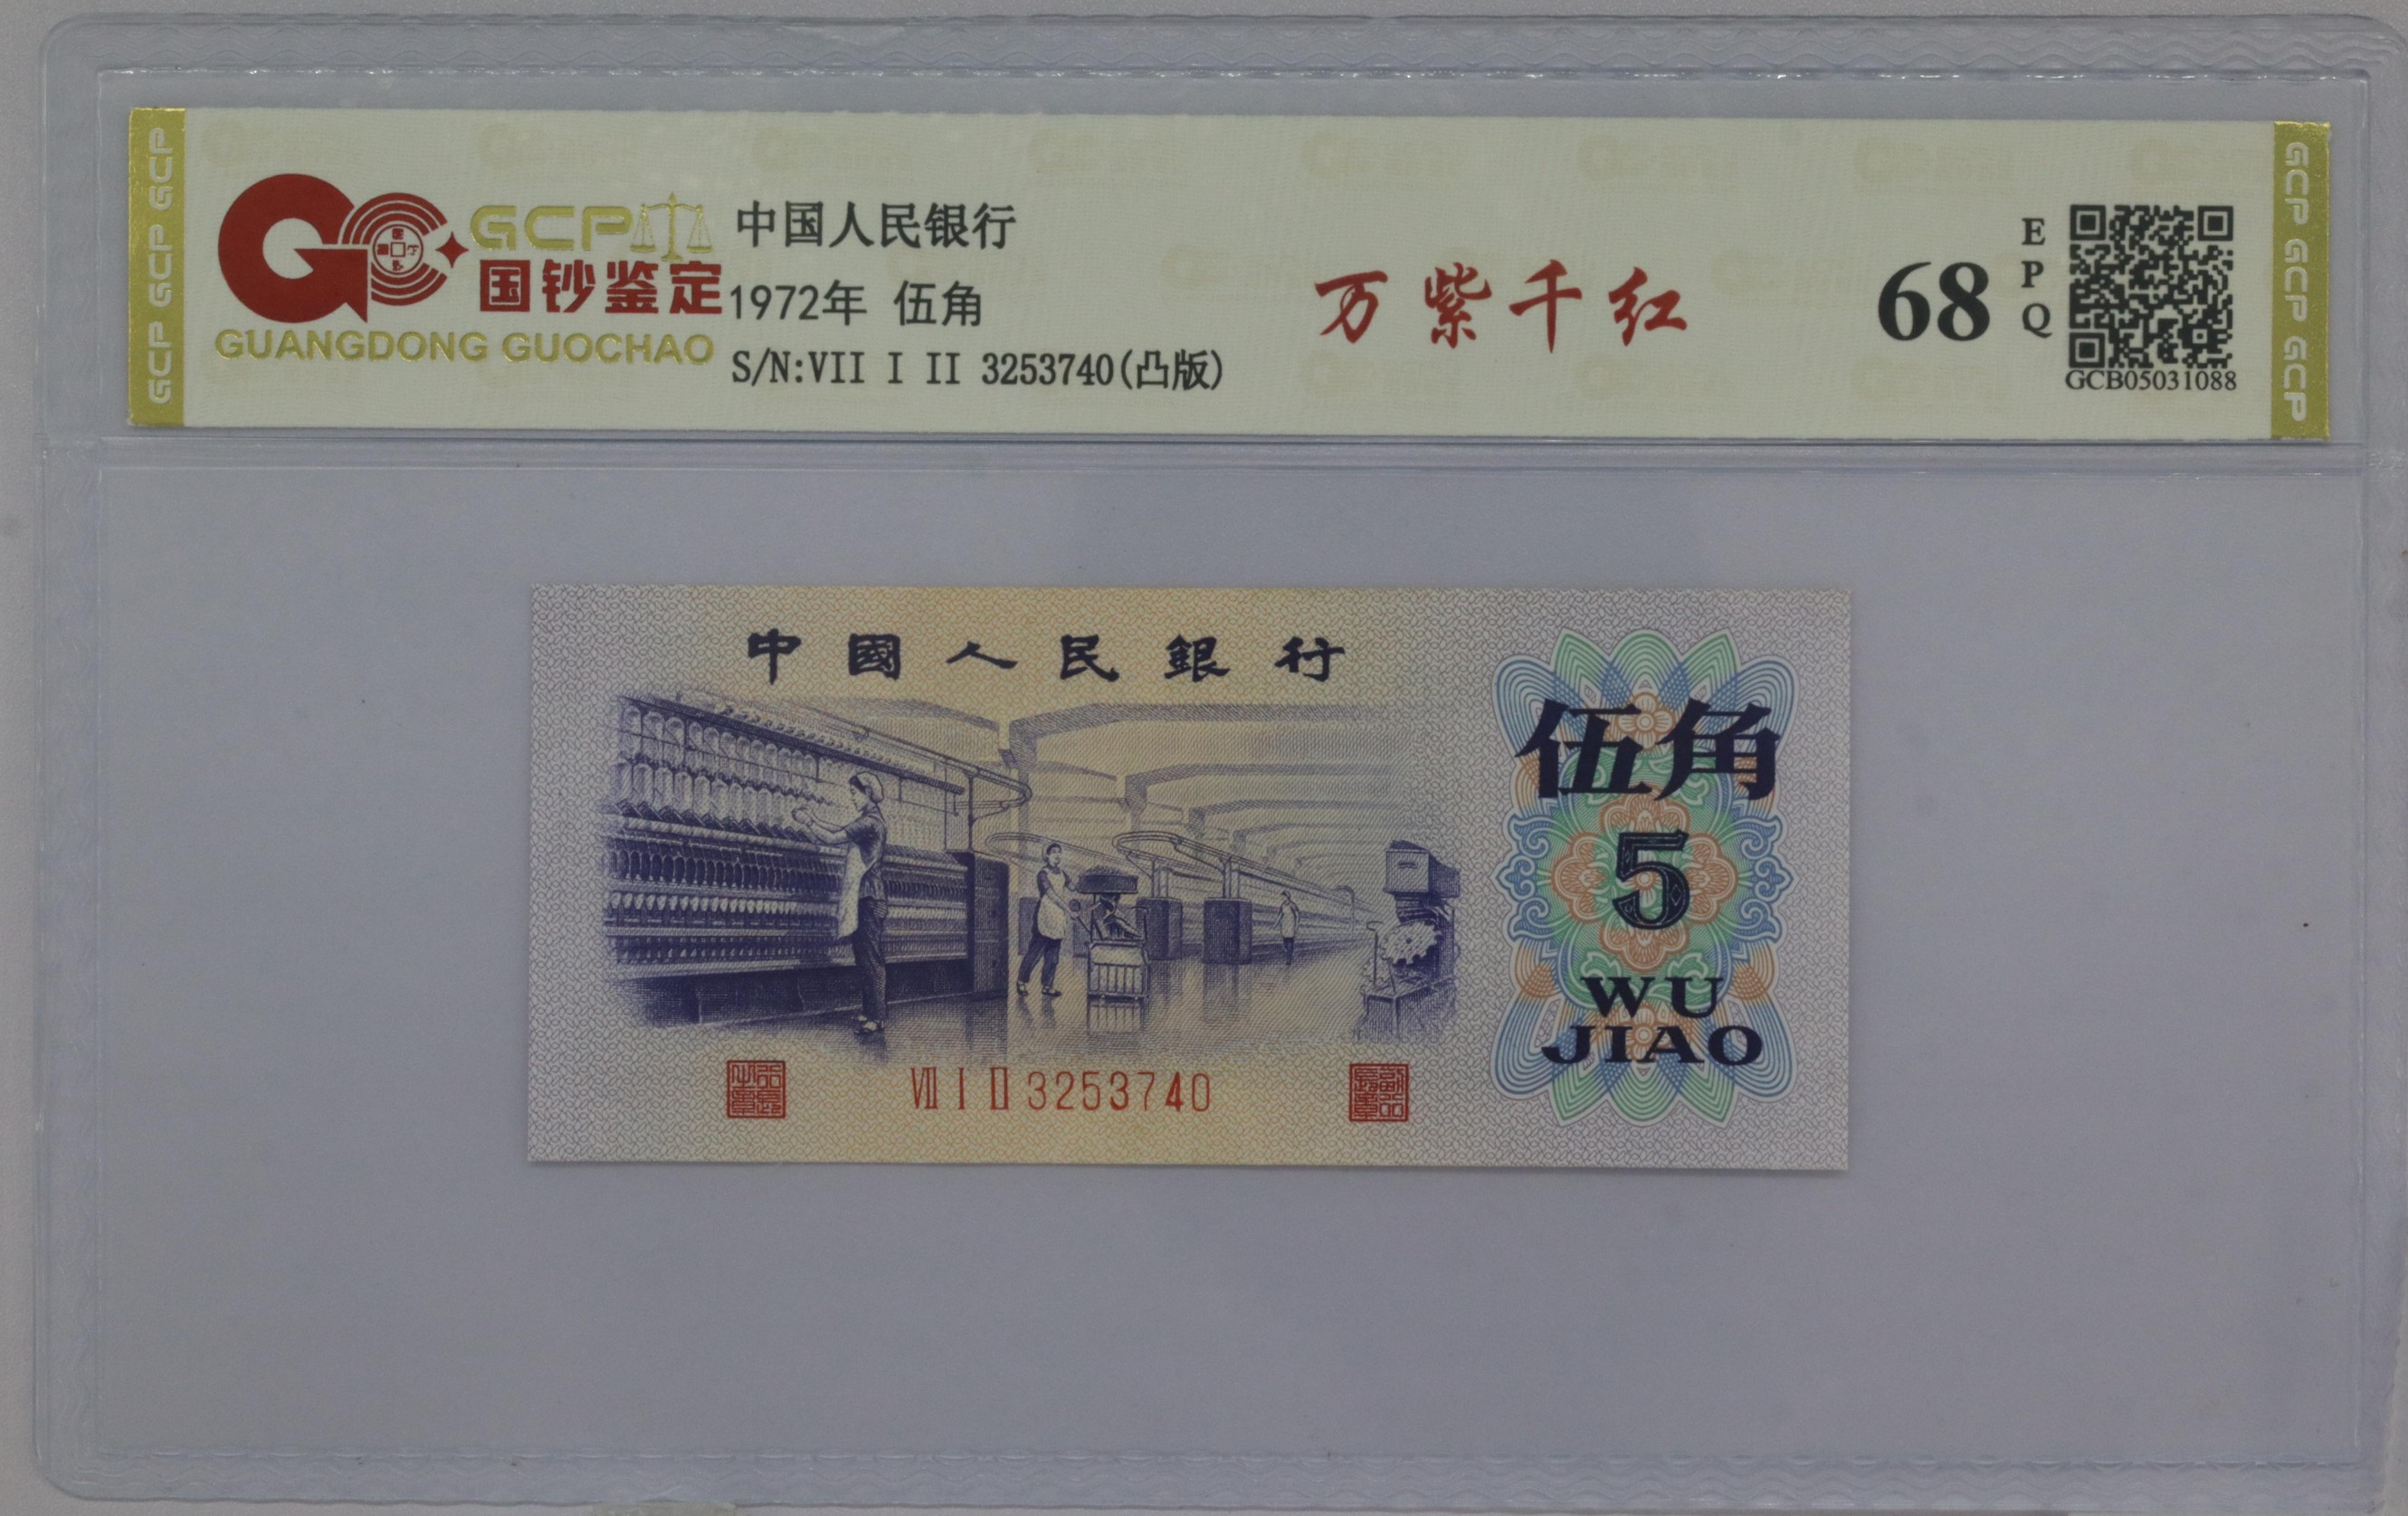 GCP GCP GCP
GCP
国钞鉴定
GUANGDONG GUOCHAO
中国人民银行
1972年 伍角
S/N:VII I II 3253740(凸版)
万紫千红
68
EPQ
GCB05031088
GCP GCP GCP
中國人民銀行
伍角
5
WU
JIAO
VII I II 3253740